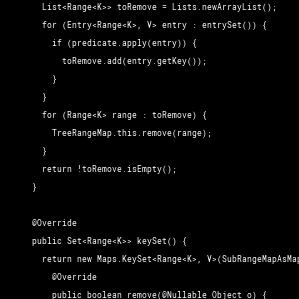 List<Range<K>> toRemove = Lists.newArrayList();
for (Entry<Range<K>, V> entry : entrySet()) {
if (predicate.apply(entry)) {
toRemove.add(entry.getKey());
}
}
for (Range<K> range : toRemove) {
TreeRangeMap.this.remove(range);
}
return !toRemove.isEmpty();
}
@Override
public Set<Range<K>> keySet() {
return new Maps.KeySet<Range<K>, V>(SubRangeMapAsMap
@Override
public boolean remove(@Nullable Object o) {